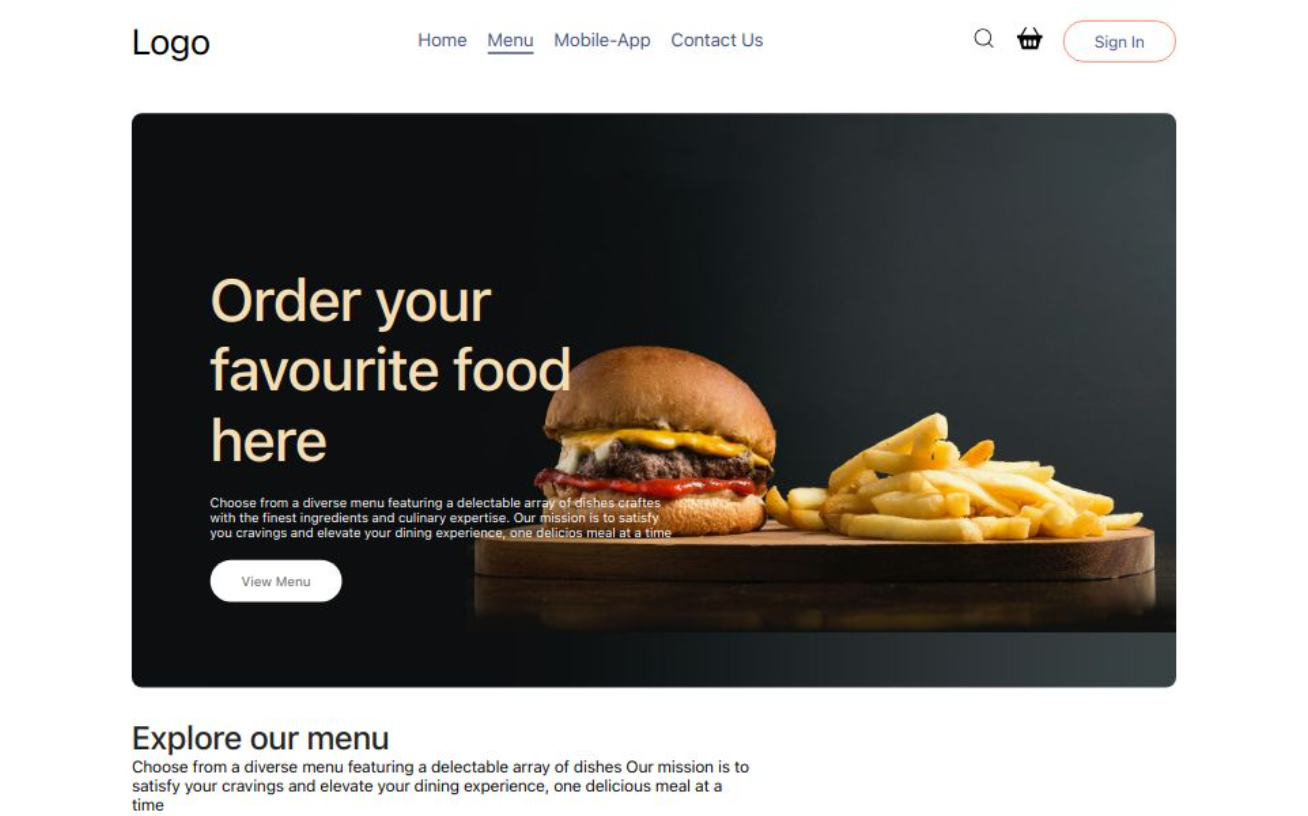 Logo
Home Menu Mobile-App Contact Us
Sign In
Order your
favourite food
here
Choose from a diverse menu featuring a delectable array of dishes craftes
with the finest ingredients and culinary expertise. Our mission is to satisfy
you cravings and elevate your dining experience, one delicios meal at a time
View Menu
Explore our menu
Choose from a diverse menu featuring a delectable array of dishes Our mission is to
satisfy your cravings and elevate your dining experience, one delicious meal at a
time